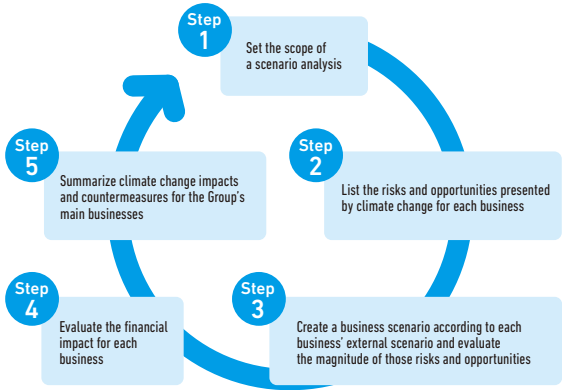 Step
1
Set the scope of
a scenario analysis
Step
2
List the risks and opportunities presented
by climate change for each business
Step
3
Create a business scenario according to each
business' external scenario and evaluate
the magnitude of those risks and opportunities
Step
4
Evaluate the financial
impact for each
business
Step
5
Summarize climate change impacts
and countermeasures for the Group's
main businesses